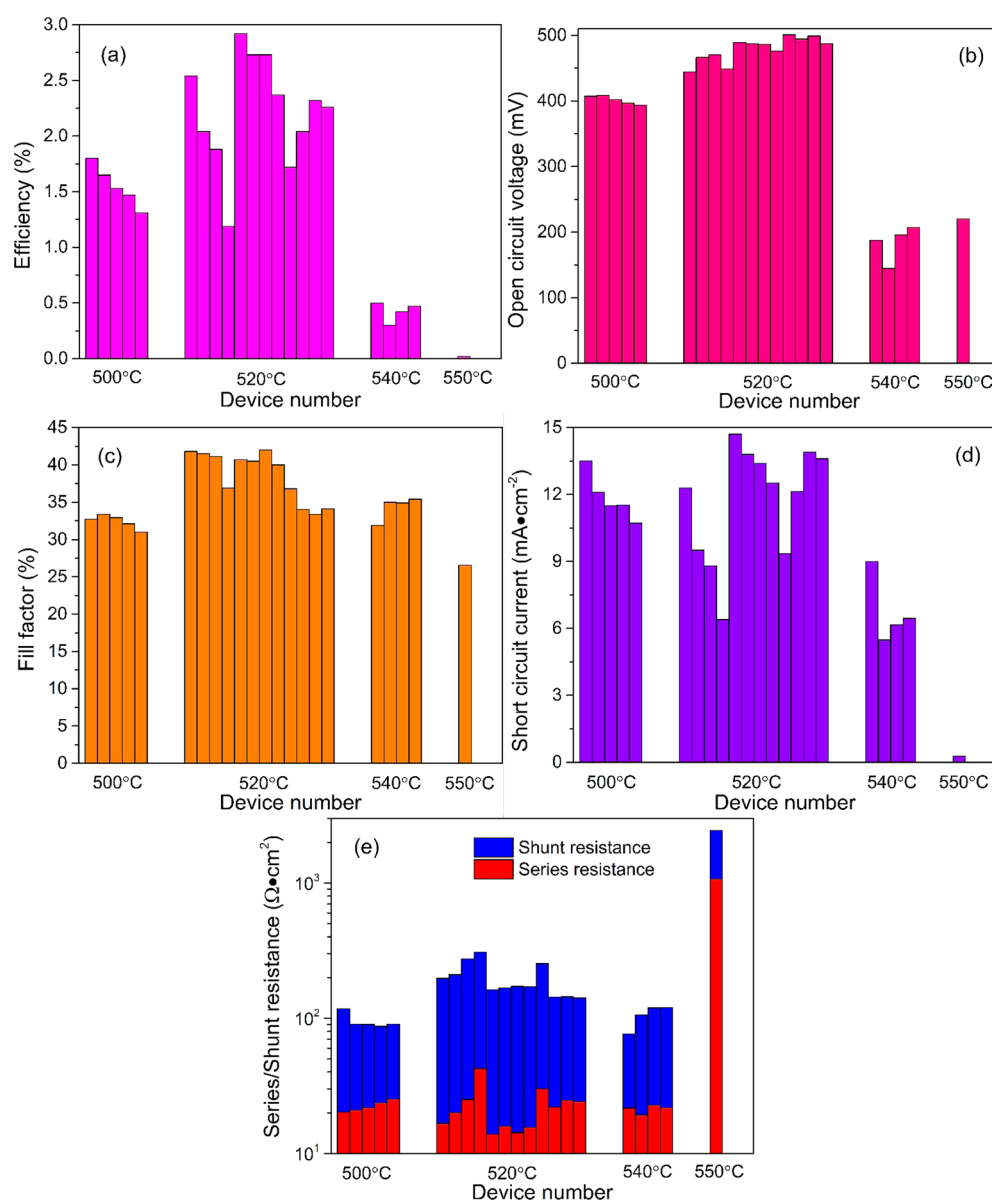 (a)
Efficiency (%)
3.0
2.5
2.0
1.5
1.0
0.5
0.0
500°C 520°C 540°C 550°C
Device number
(b)
Open circuit voltage (mV)
500
400
300
200
100
0
500°C 520°C 540°C 550°C
Device number
(c)
Fill factor (%)
45
40
35
30
25
20
15
10
5
0
500°C 520°C 540°C 550°C
Device number
(d)
Short circuit current (mA•cm⁻²)
15
12
9
6
3
0
500°C 520°C 540°C 550°C
Device number
(e)
Shunt resistance
Series resistance
Series/Shunt resistance (Ω•cm²)
10³
10²
10¹
500°C 520°C 540°C 550°C
Device number